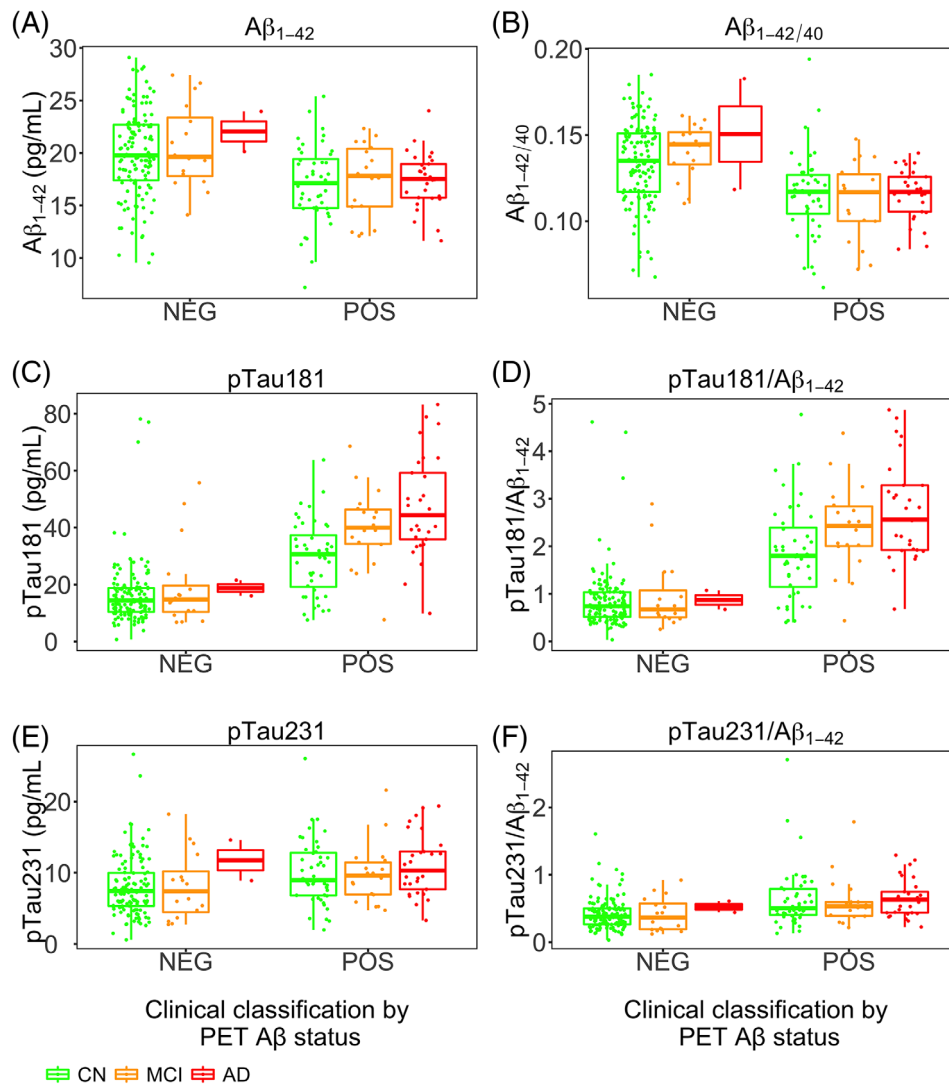 (A) Aβ1–42
Aβ1–42 (pg/mL)
30
25
20
15
10
NEG POS
(B) Aβ1–42/40
Aβ1–42/40
0.20
0.15
0.10
NEG POS
(C) pTau181
pTau181 (pg/mL)
80
60
40
20
0
NEG POS
(D) pTau181/Aβ1–42
pTau181/Aβ1–42
5
4
3
2
1
0
NEG POS
(E) pTau231
pTau231 (pg/mL
20
10
0
NEG POS
Clinical classification by
PET Aβ status
(F) pTau231/Aβ1–42
pTau231/Aβ1–42
2
1
0
NEG POS
Clinical classification by
PET Aβ status
CN MCI AD